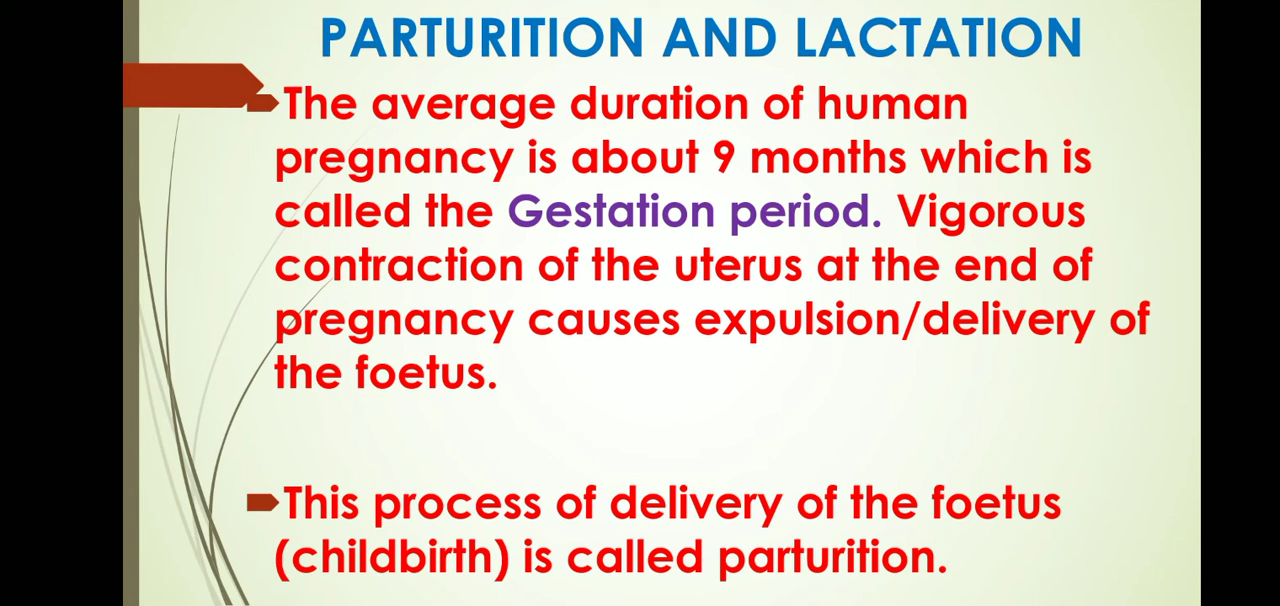 PARTURITION AND LACTATION
The average duration of human
pregnancy is about 9 months which is
called the Gestation period. Vigorous
contraction of the uterus at the end of
pregnancy causes expulsion/delivery of
the foetus.
This process of delivery of the foetus
(childbirth) is called parturition.